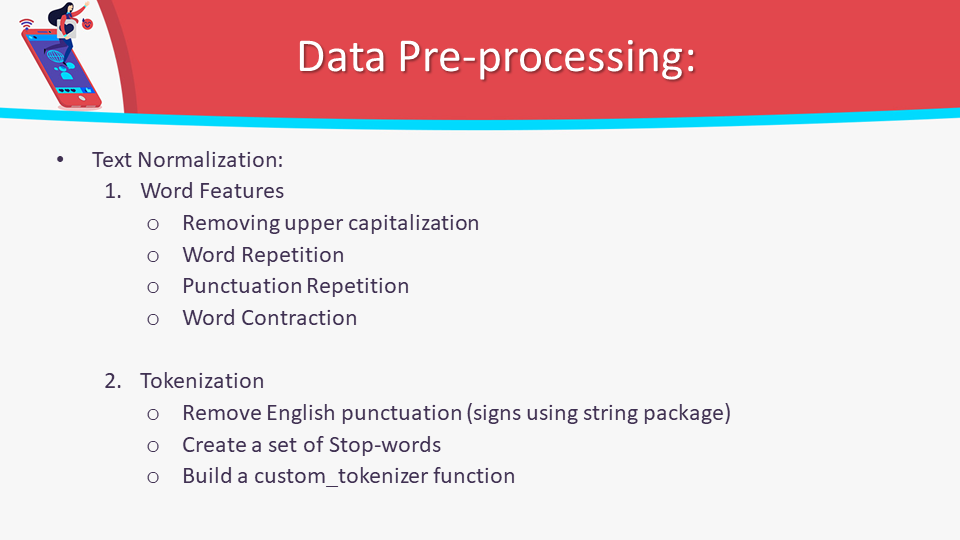 Data Pre-processing:
• Text Normalization:
1. Word Features
o Removing upper capitalization
o Word Repetition
o Punctuation Repetition
o Word Contraction
2. Tokenization
o Remove English punctuation (signs using string package)
o Create a set of Stop-words
o Build a custom_tokenizer function